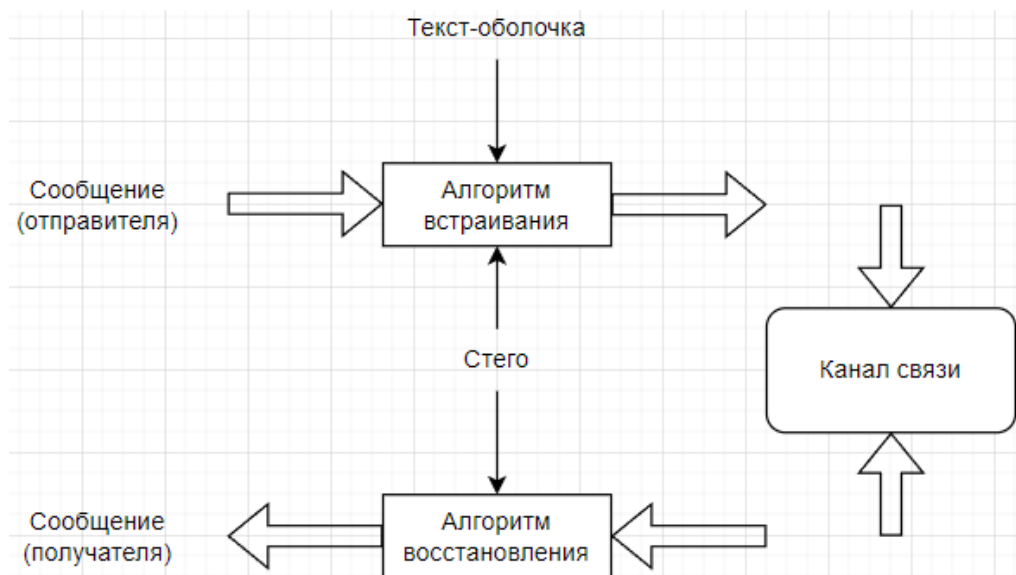 Текст-оболочка
Сообщение
(отправителя)
Алгоритм
встраивания
Стего
Канал связи
Сообщение
(получателя)
Алгоритм
восстановления